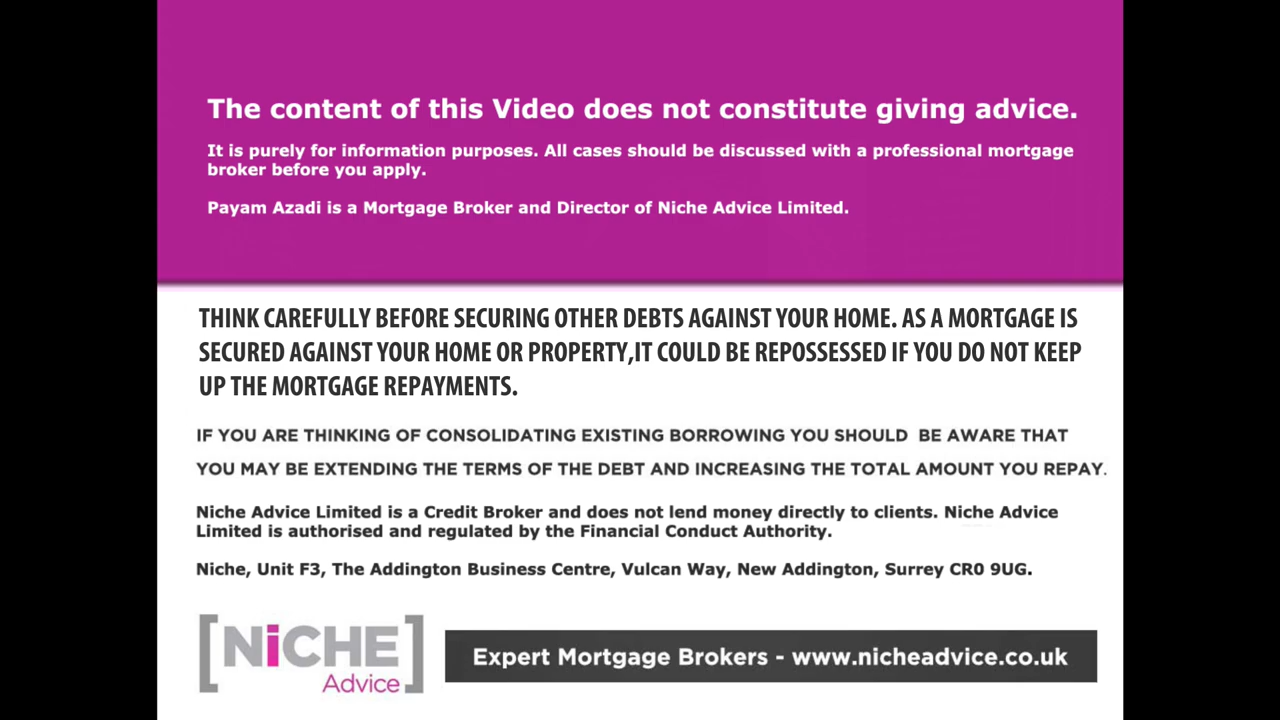 The content of this Video does not constitute giving advice.
It is purely for information purposes. All cases should be discussed with a professional mortgage
broker before you apply.
Payam Azadi is a Mortgage Broker and Director of Niche Advice Limited.
THINK CAREFULLY BEFORE SECURING OTHER DEBTS AGAINST YOUR HOME. AS A MORTGAGE IS
SECURED AGAINST YOUR HOME OR PROPERTY,IT COULD BE REPOSSESSED IF YOU DO NOT KEEP
UP THE MORTGAGE REPAYMENTS.
IF YOU ARE THINKING OF CONSOLIDATING EXISTING BORROWING YOU SHOULD BE AWARE THAT
YOU MAY BE EXTENDING THE TERMS OF THE DEBT AND INCREASING THE TOTAL AMOUNT YOU REPAY.
Niche Advice Limited is a Credit Broker and does not lend money directly to clients. Niche Advice
Limited is authorised and regulated by the Financial Conduct Authority.
Niche, Unit F3, The Addington Business Centre, Vulcan Way, New Addington, Surrey CR0 9UG.
[NiCHE]
Advice
Expert Mortgage Brokers - www.nicheadvice.co.uk